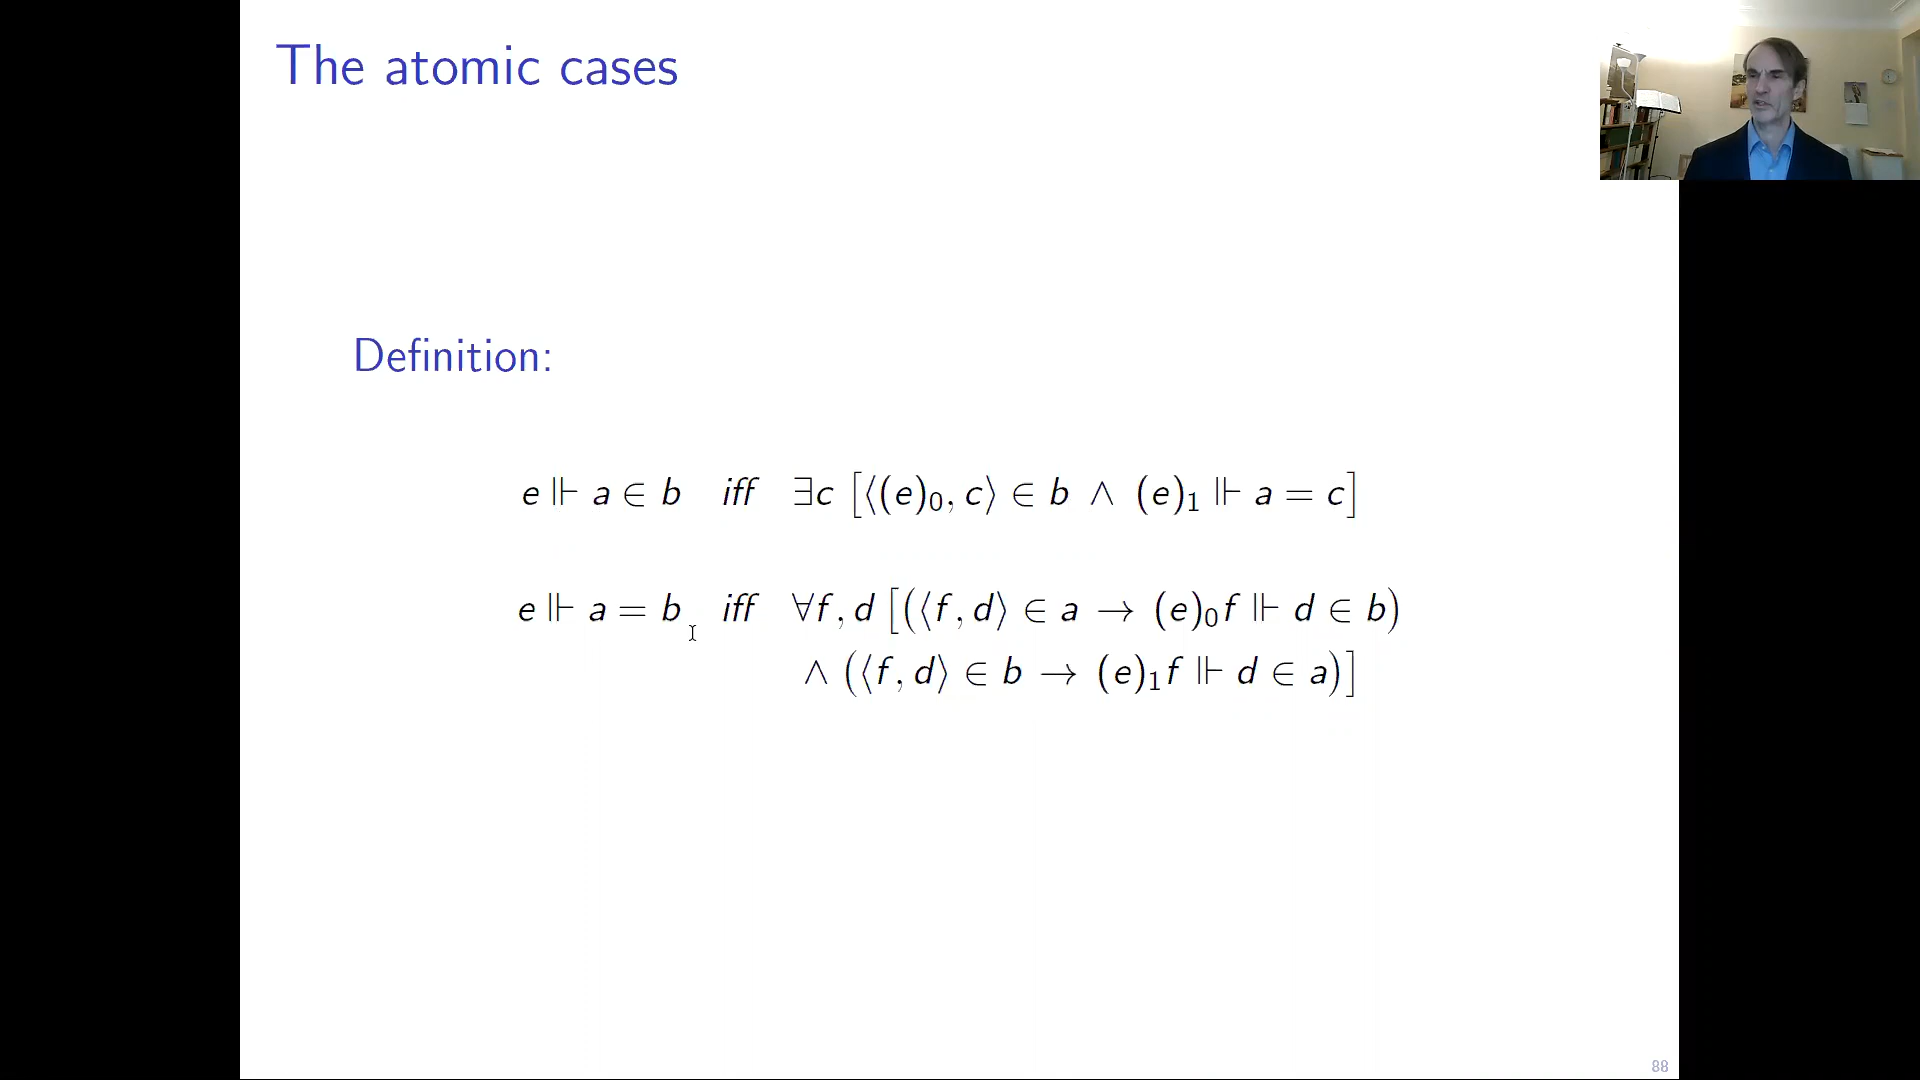 The atomic cases
Definition:
e ⊩ a ∈ b iff ∃c [⟨(e)₀, c⟩ ∈ b ∧ (e)₁ ⊩ a = c]
e ⊩ a = b iff ∀f, d [(⟨f, d⟩ ∈ a → (e)₀f ⊩ d ∈ b)
∧ (⟨f, d⟩ ∈ b → (e)₁f ⊩ d ∈ a)]
88